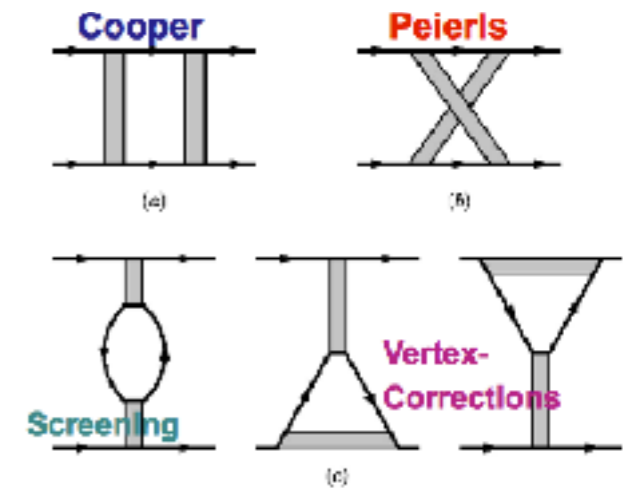 Cooper
Peierls
(a)
(b)
Vertex-
Corrections
Screening
(c)